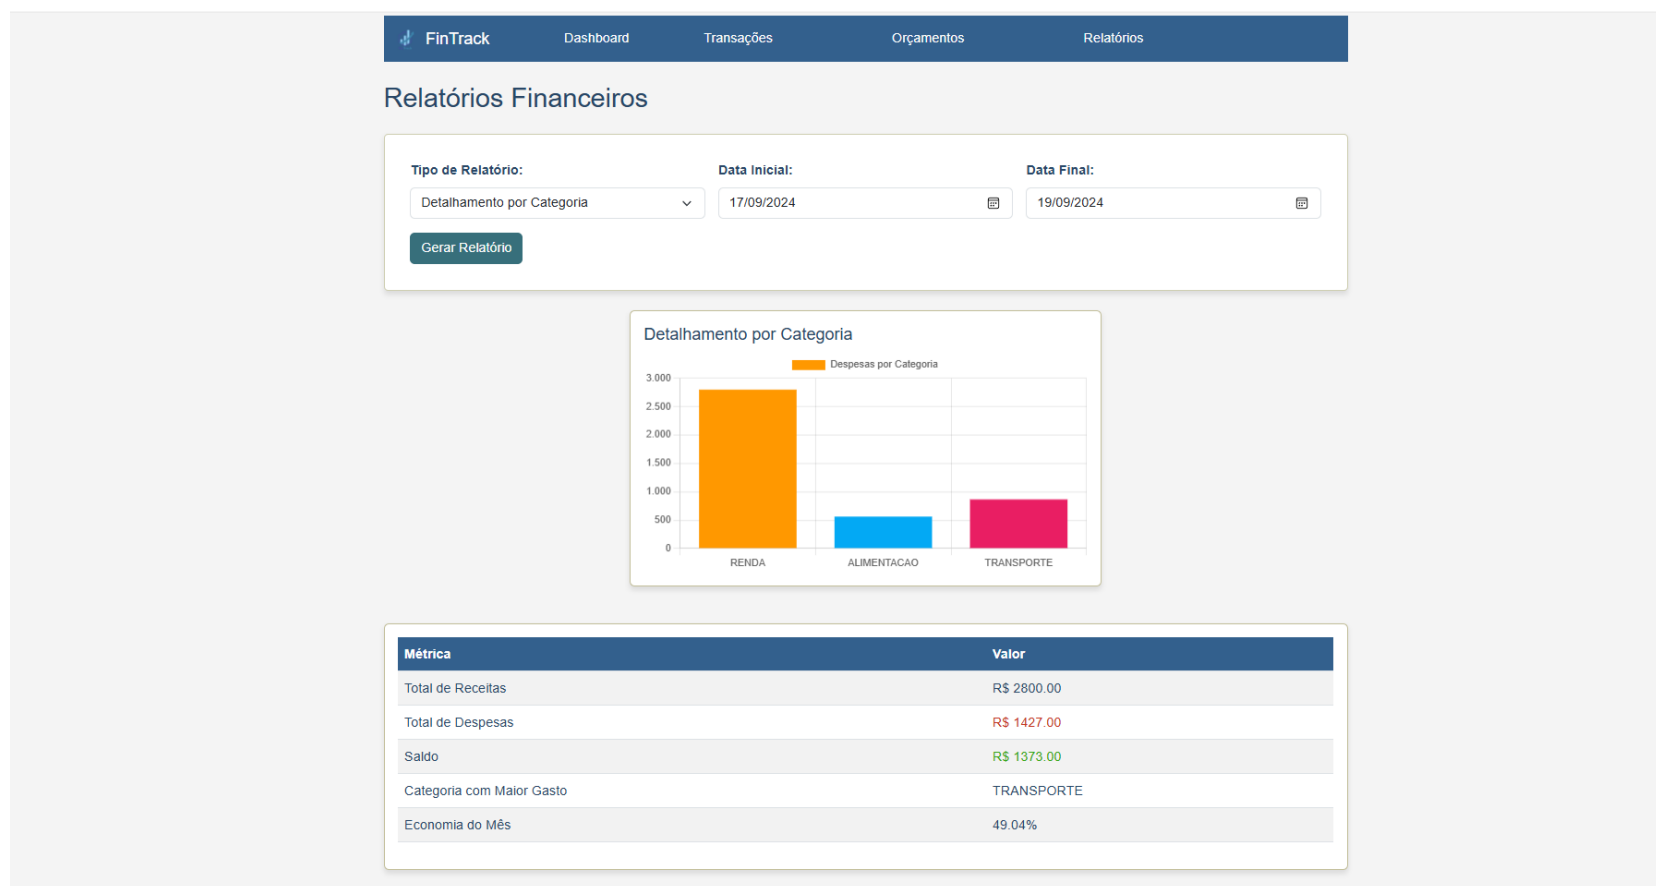 FinTrack Dashboard Transações Orçamentos Relatórios
Relatórios Financeiros
Tipo de Relatório: Data Inicial: Data Final:
Detalhamento por Categoria 17/09/2024 19/09/2024
Gerar Relatório
Detalhamento por Categoria
Despesas por Categoria
3.000
2.500
2.000
1.500
1.000
500
0
RENDA ALIMENTACAO TRANSPORTE
Métrica Valor
Total de Receitas R$ 2800.00
Total de Despesas R$ 1427.00
Saldo R$ 1373.00
Categoria com Maior Gasto TRANSPORTE
Economia do Mês 49.04%